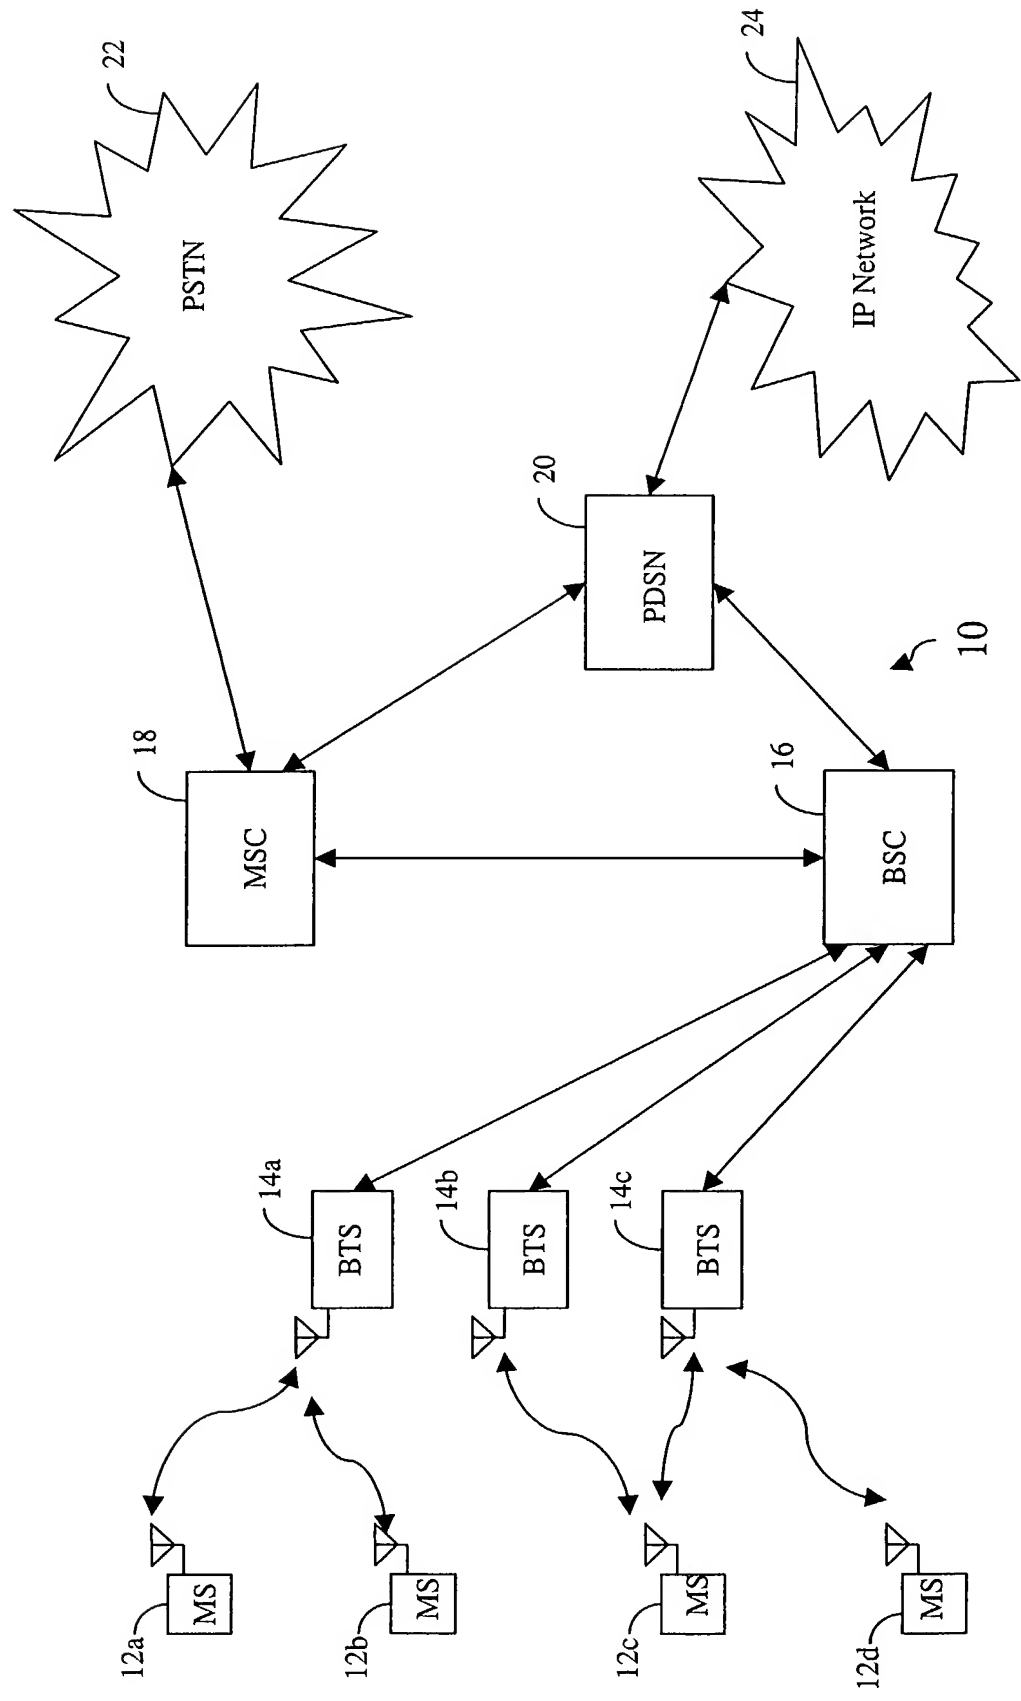 12a
MS
12b
MS
12c
MS
12d
MS
14a
BTS
14b
BTS
14c
BTS
18
MSC
16
BSC
10
20
PDSN
22
PSTN
24
IP Network